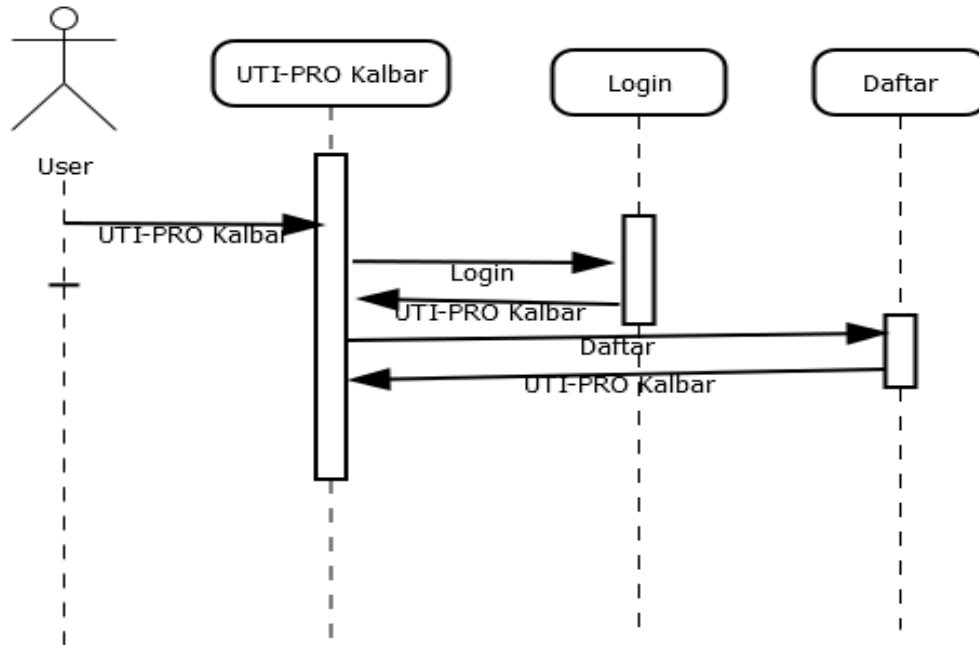 UTI-PRO Kalbar
Login
Daftar
User
UTI-PRO Kalbar
Login
UTI-PRO Kalbar
Daftar
UTI-PRO Kalbar